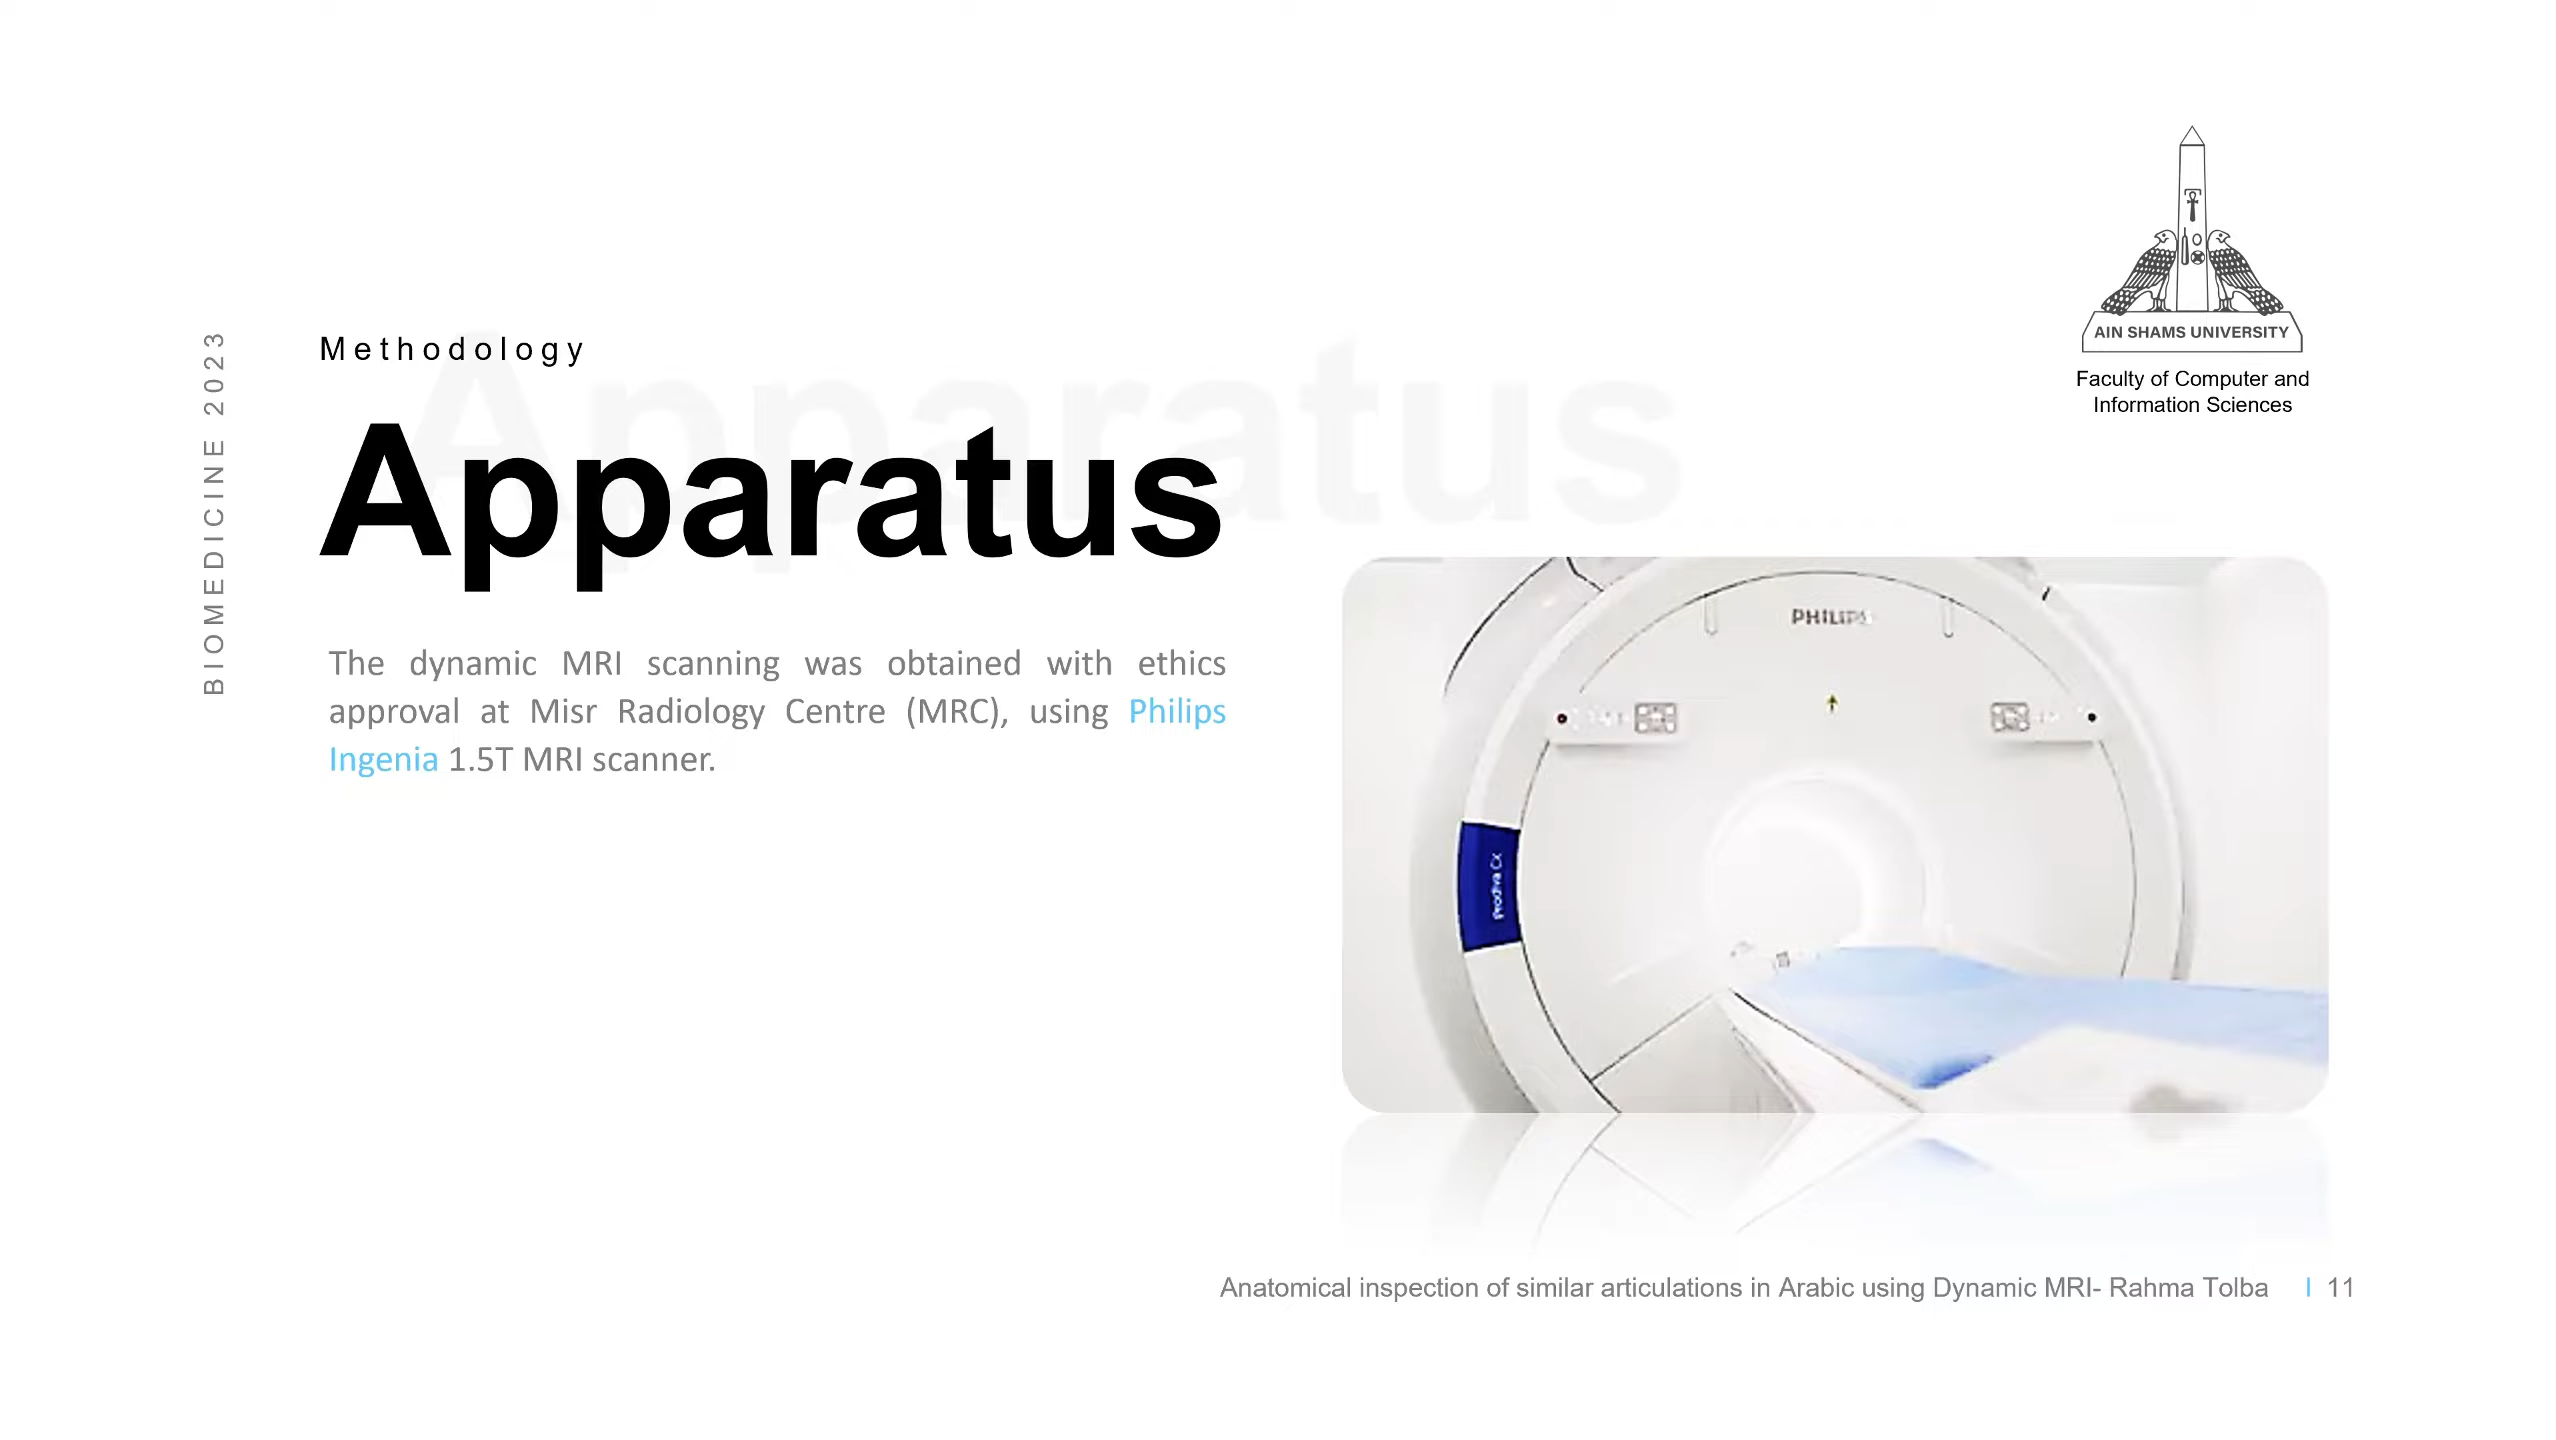 AIN SHAMS UNIVERSITY
Faculty of Computer and
Information Sciences
BIOMEDICINE 2023
Methodology
Apparatus
Apparatus
The dynamic MRI scanning was obtained with ethics
approval at Misr Radiology Centre (MRC), using Philips
Ingenia 1.5T MRI scanner.
PHILIPS
Prodiva CX
Anatomical inspection of similar articulations in Arabic using Dynamic MRI- Rahma Tolba | 11